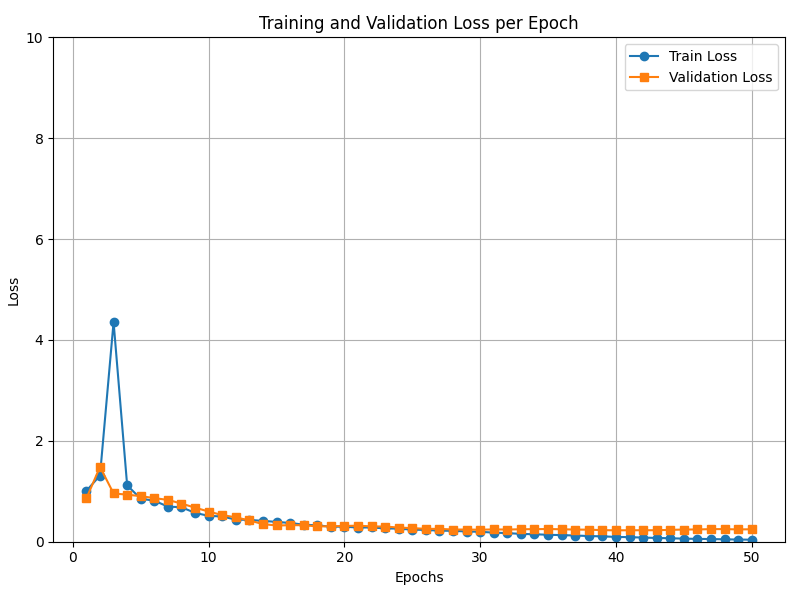 Training and Validation Loss per Epoch
10
Train Loss
Validation Loss
8
6
Loss
4
2
0
0 10 20 30 40 50
Epochs